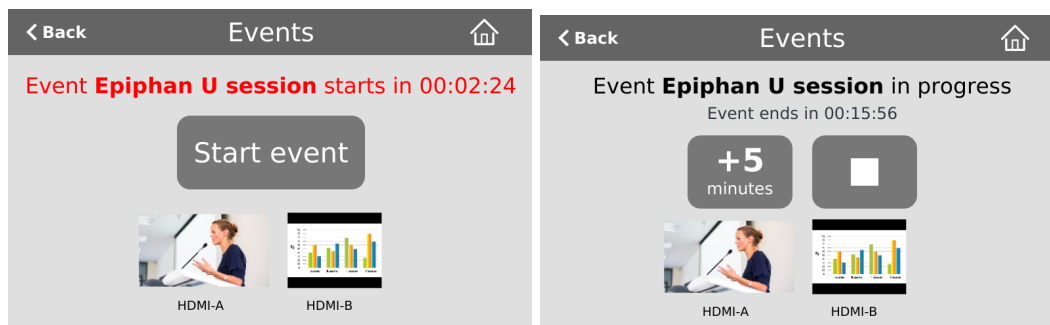 Back
Events
Event Epiphan U session starts in 00:02:24
Start event
HDMI-A
HDMI-B
Back
Events
Event Epiphan U session in progress
Event ends in 00:15:56
+5
minutes
HDMI-A
HDMI-B